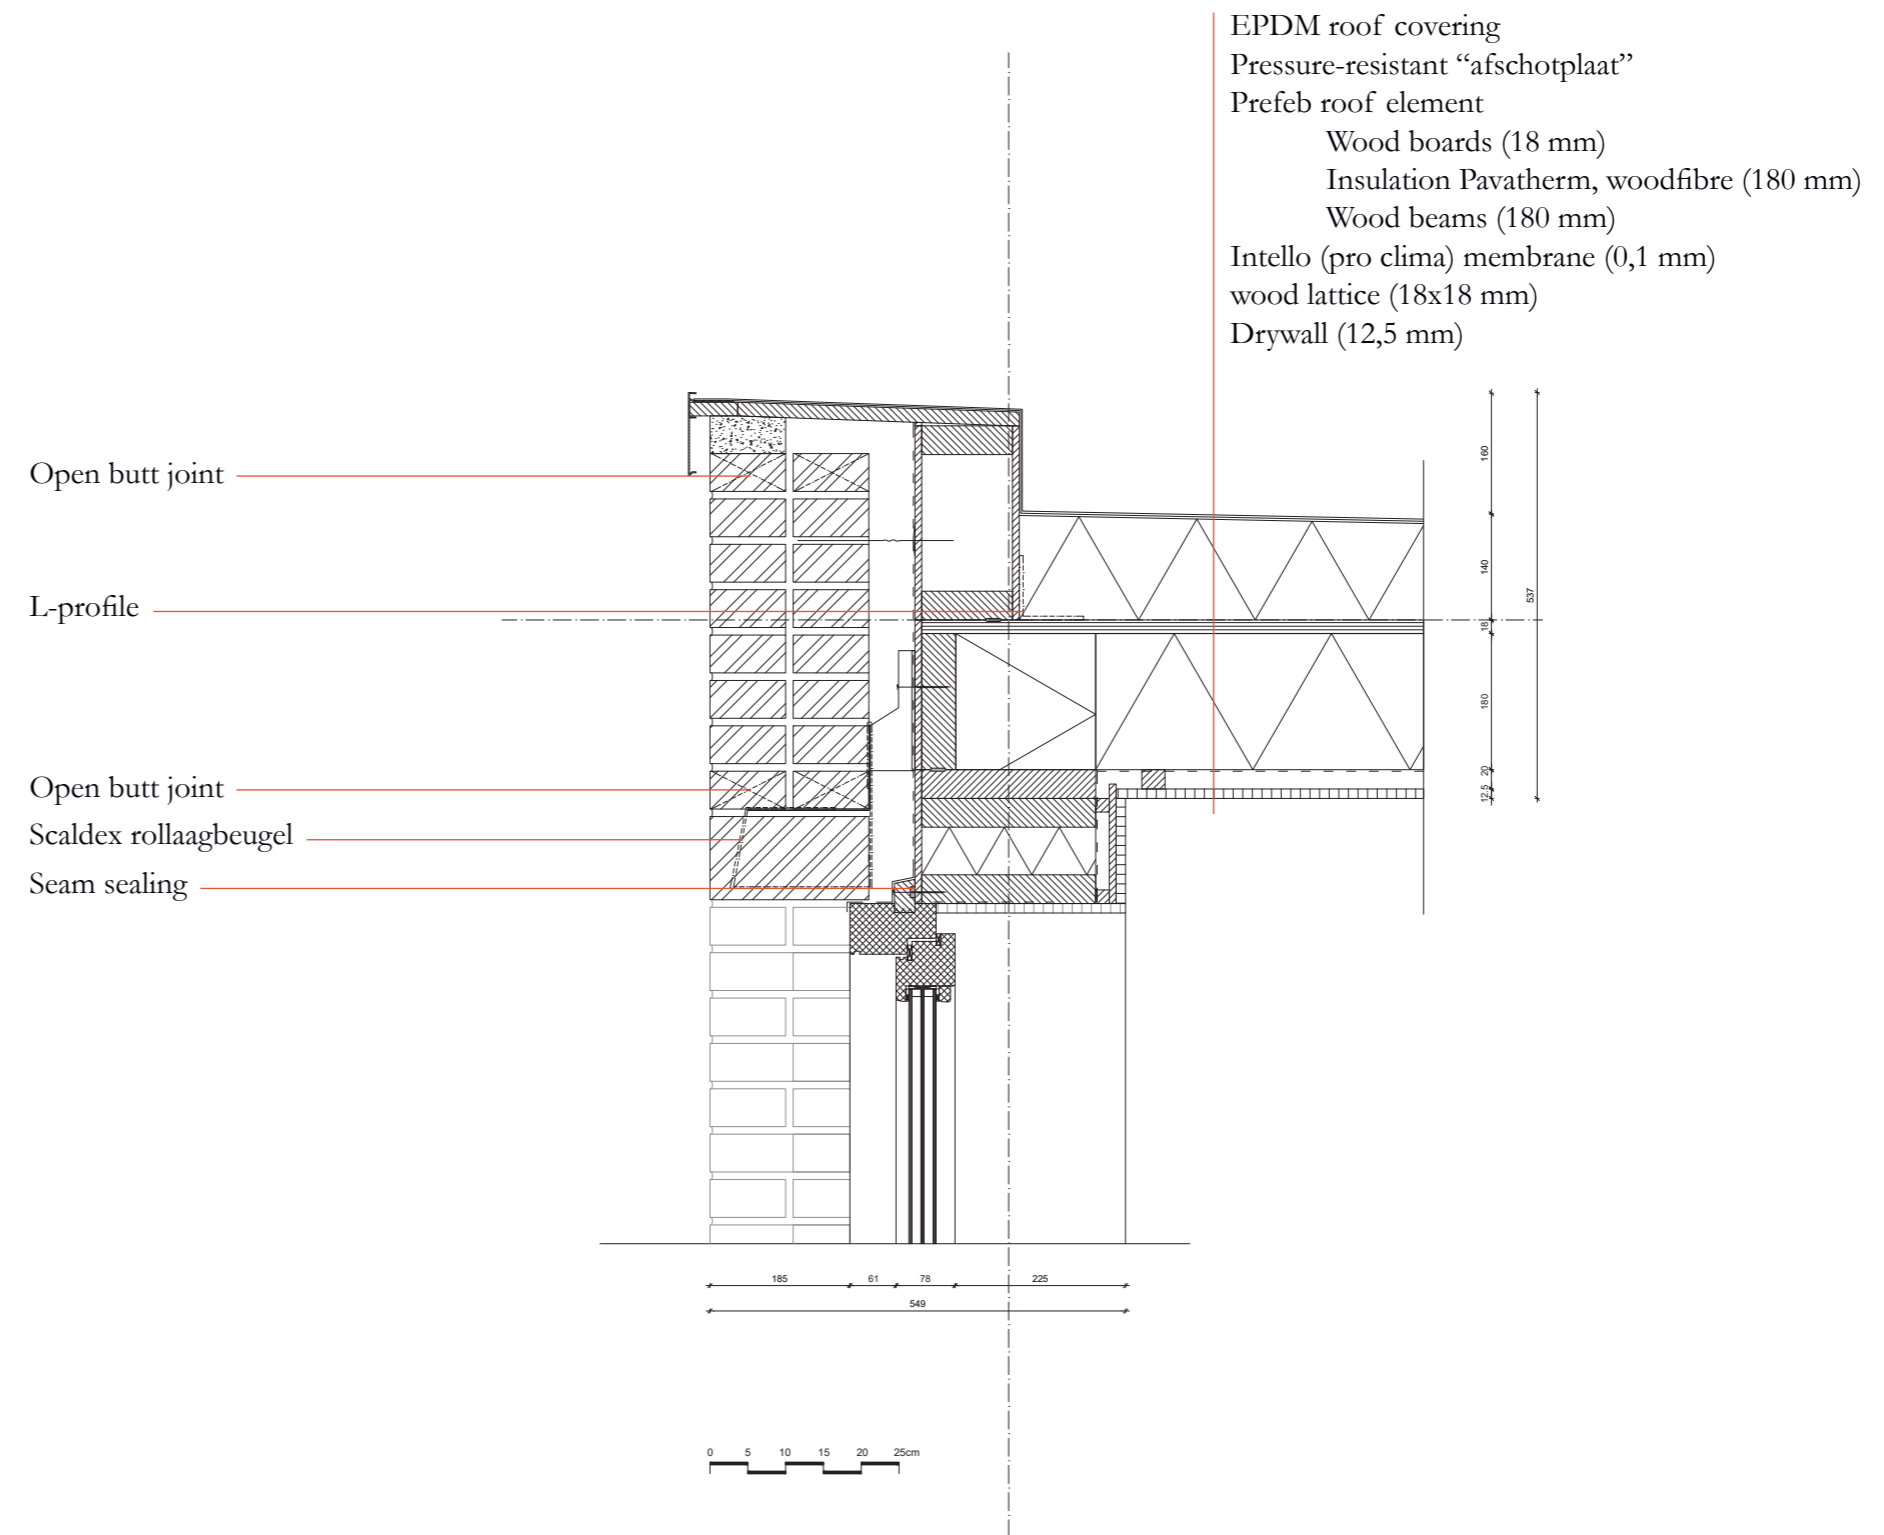 EPDM roof covering
Pressure-resistant “afschotplaat”
Prefeb roof element
Wood boards (18 mm)
Insulation Pavatherm, woodfibre (180 mm)
Wood beams (180 mm)
Intello (pro clima) membrane (0,1 mm)
wood lattice (18x18 mm)
Drywall (12,5 mm)
Open butt joint
L-profile
Open butt joint
Scaldex rollaagbeugel
Seam sealing
160
140
537
18
180
20
12.5
185 61 78 225
549
0 5 10 15 20 25cm